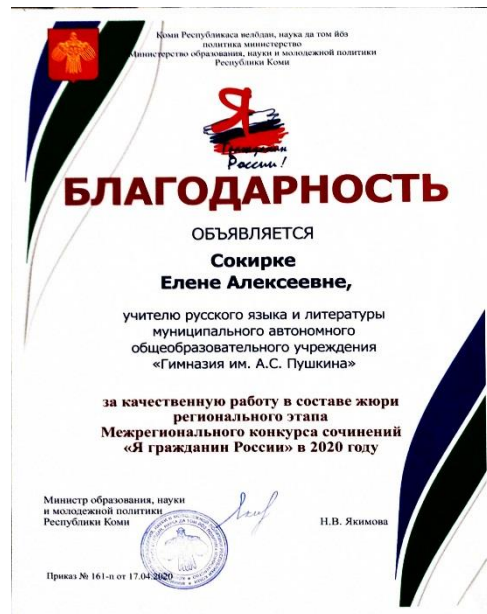 Коми Республикаса велӧдан, наука да том йӧз
политика министерство
Министерство образования, науки и молодежной политики
Республики Коми
Я
Гражданин
России!
БЛАГОДАРНОСТЬ
ОБЪЯВЛЯЕТСЯ
Сокирке
Елене Алексеевне,
учителю русского языка и литературы
муниципального автономного
общеобразовательного учреждения
«Гимназия им. А.С. Пушкина»
за качественную работу в составе жюри
регионального этапа
Межрегионального конкурса сочинений
«Я гражданин России» в 2020 году
Министр образования, науки
и молодежной политики
Республики Коми
Н.В. Якимова
Приказ № 161-п от 17.04.2020